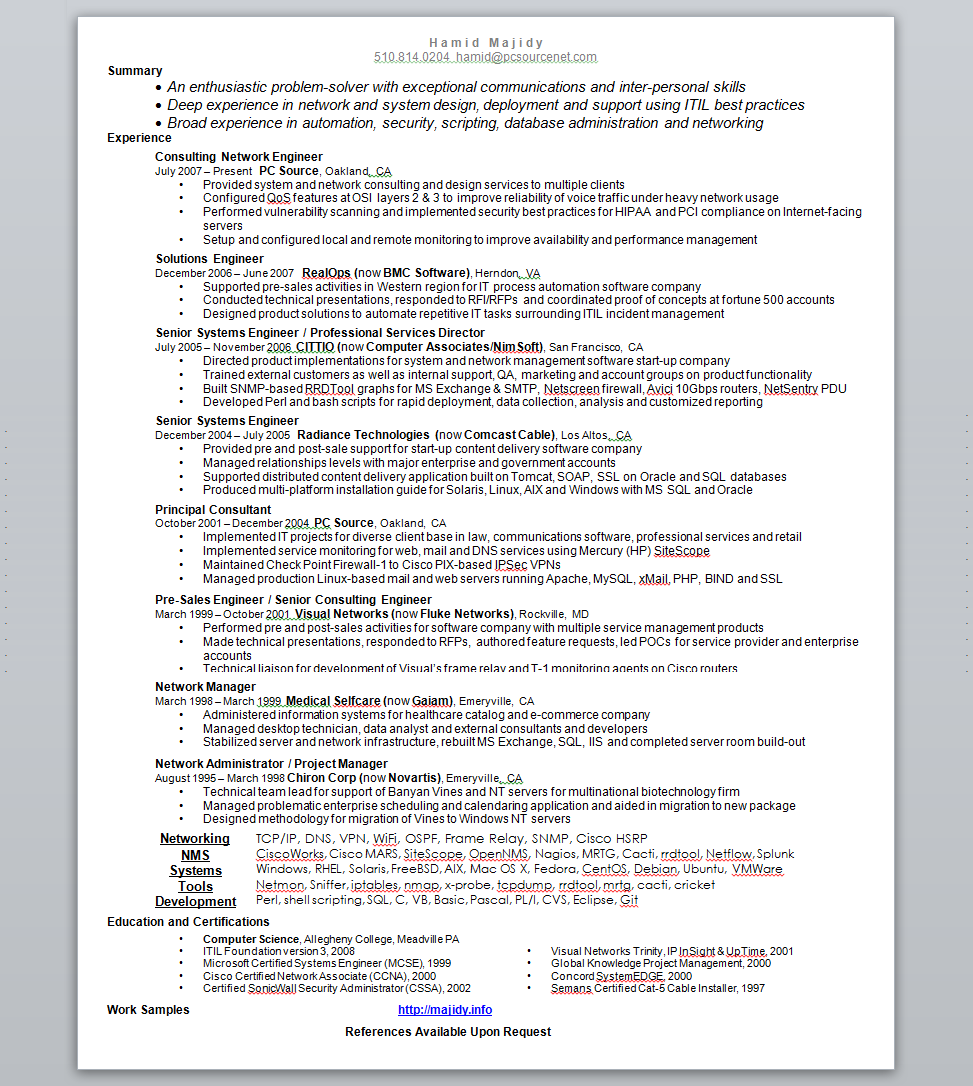 Hamid Majidy
510.814.0204 hamid@pcsourcenet.com
Summary
• An enthusiastic problem-solver with exceptional communications and inter-personal skills
• Deep experience in network and system design, deployment and support using ITIL best practices
• Broad experience in automation, security, scripting, database administration and networking
Experience
Consulting Network Engineer
July 2007 – Present PC Source, Oakland, CA
• Provided system and network consulting and design services to multiple clients
• Configured QoS features at OSI layers 2 & 3 to improve reliability of voice traffic under heavy network usage
• Performed vulnerability scanning and implemented security best practices for HIPAA and PCI compliance on Internet-facing
servers
• Setup and configured local and remote monitoring to improve availability and performance management
Solutions Engineer
December 2006 – June 2007 RealOps (now BMC Software), Herndon, VA
• Supported pre-sales activities in Western region for IT process automation software company
• Conducted technical presentations, responded to RFI/RFPs and coordinated proof of concepts at fortune 500 accounts
• Designed product solutions to automate repetitive IT tasks surrounding ITIL incident management
Senior Systems Engineer / Professional Services Director
July 2005 – November 2006 CITTIO (now Computer Associates/NimSoft), San Francisco, CA
• Directed product implementations for system and network management software start-up company
• Trained external customers as well as internal support, QA, marketing and account groups on product functionality
• Built SNMP-based RRDTool graphs for MS Exchange & SMTP, Netscreen firewall, Avici 10Gbps routers, NetSentry PDU
• Developed Perl and bash scripts for rapid deployment, data collection, analysis and customized reporting
Senior Systems Engineer
December 2004 – July 2005 Radiance Technologies (now Comcast Cable), Los Altos, CA
• Provided pre and post-sale support for start-up content delivery software company
• Managed relationships levels with major enterprise and government accounts
• Supported distributed content delivery application built on Tomcat, SOAP, SSL on Oracle and SQL databases
• Produced multi-platform installation guide for Solaris, Linux, AIX and Windows with MS SQL and Oracle
Principal Consultant
October 2001 – December 2004 PC Source, Oakland, CA
• Implemented IT projects for diverse client base in law, communications software, professional services and retail
• Implemented service monitoring for web, mail and DNS services using Mercury (HP) SiteScope
• Maintained Check Point Firewall-1 to Cisco PIX-based IPSec VPNs
• Managed production Linux-based mail and web servers running Apache, MySQL, xMail, PHP, BIND and SSL
Pre-Sales Engineer / Senior Consulting Engineer
March 1999 – October 2001 Visual Networks (now Fluke Networks), Rockville, MD
• Performed pre and post-sales activities for software company with multiple service management products
• Made technical presentations, responded to RFPs, authored feature requests, led POCs for service provider and enterprise
accounts
• Technical liaison for development of Visual's frame relay and T-1 monitoring agents on Cisco routers
Network Manager
March 1998 – March 1999 Medical Selfcare (now Gaiam), Emeryville, CA
• Administered information systems for healthcare catalog and e-commerce company
• Managed desktop technician, data analyst and external consultants and developers
• Stabilized server and network infrastructure, rebuilt MS Exchange, SQL, IIS and completed server room build-out
Network Administrator / Project Manager
August 1995 – March 1998 Chiron Corp (now Novartis), Emeryville, CA
• Technical team lead for support of Banyan Vines and NT servers for multinational biotechnology firm
• Managed problematic enterprise scheduling and calendaring application and aided in migration to new package
• Designed methodology for migration of Vines to Windows NT servers
Networking TCP/IP, DNS, VPN, WiFi, OSPF, Frame Relay, SNMP, Cisco HSRP
NMS CiscoWorks, Cisco MARS, SiteScope, OpenNMS, Nagios, MRTG, Cacti, rrdtool, Netflow, Splunk
Systems Windows, RHEL, Solaris, FreeBSD, AIX, Mac OS X, Fedora, CentOS, Debian, Ubuntu, VMWare
Tools Netmon, Sniffer, iptables, nmap, x-probe, tcpdump, rrdtool, mrtg, cacti, cricket
Development Perl, shell scripting, SQL, C, VB, Basic, Pascal, PL/I, CVS, Eclipse, Git
Education and Certifications
• Computer Science, Allegheny College, Meadville PA
• ITIL Foundation version 3, 2008
• Microsoft Certified Systems Engineer (MCSE), 1999
• Cisco Certified Network Associate (CCNA), 2000
• Certified SonicWall Security Administrator (CSSA), 2002
• Visual Networks Trinity, IP InSight & UpTime, 2001
• Global Knowledge Project Management, 2000
• Concord SystemEDGE, 2000
• Semans Certified Cat-5 Cable Installer, 1997
Work Samples http://majidy.info
References Available Upon Request